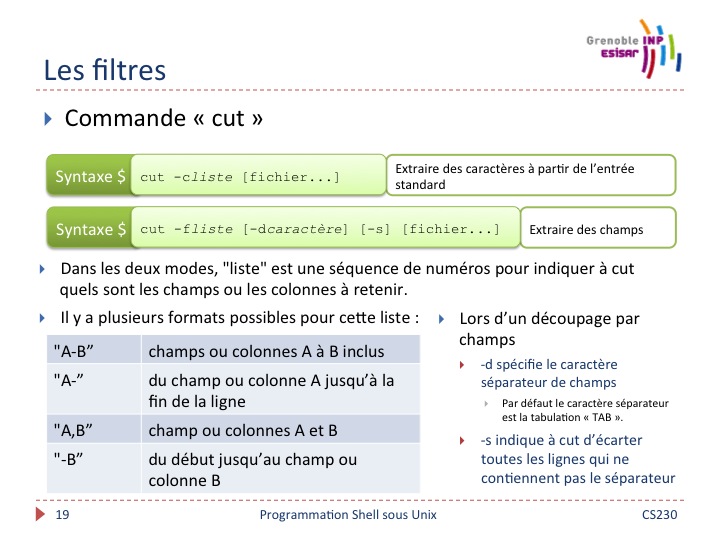 Grenoble INP
ESISAR
Les filtres
Commande « cut »
Syntaxe $ cut -cliste [fichier...]
Extraire des caractères à partir de l’entrée
standard
Syntaxe $ cut -fliste [-dcaractère] [-s] [fichier...]
Extraire des champs
Dans les deux modes, "liste" est une séquence de numéros pour indiquer à cut
quels sont les champs ou les colonnes à retenir.
Il y a plusieurs formats possibles pour cette liste :
"A-B” champs ou colonnes A à B inclus
"A-” du champ ou colonne A jusqu’à la
fin de la ligne
"A,B” champ ou colonnes A et B
"-B” du début jusqu’au champ ou
colonne B
Lors d’un découpage par
champs
-d spécifie le caractère
séparateur de champs
Par défaut le caractère séparateur
est la tabulation « TAB ».
-s indique à cut d’écarter
toutes les lignes qui ne
contiennent pas le séparateur
19 Programmation Shell sous Unix CS230